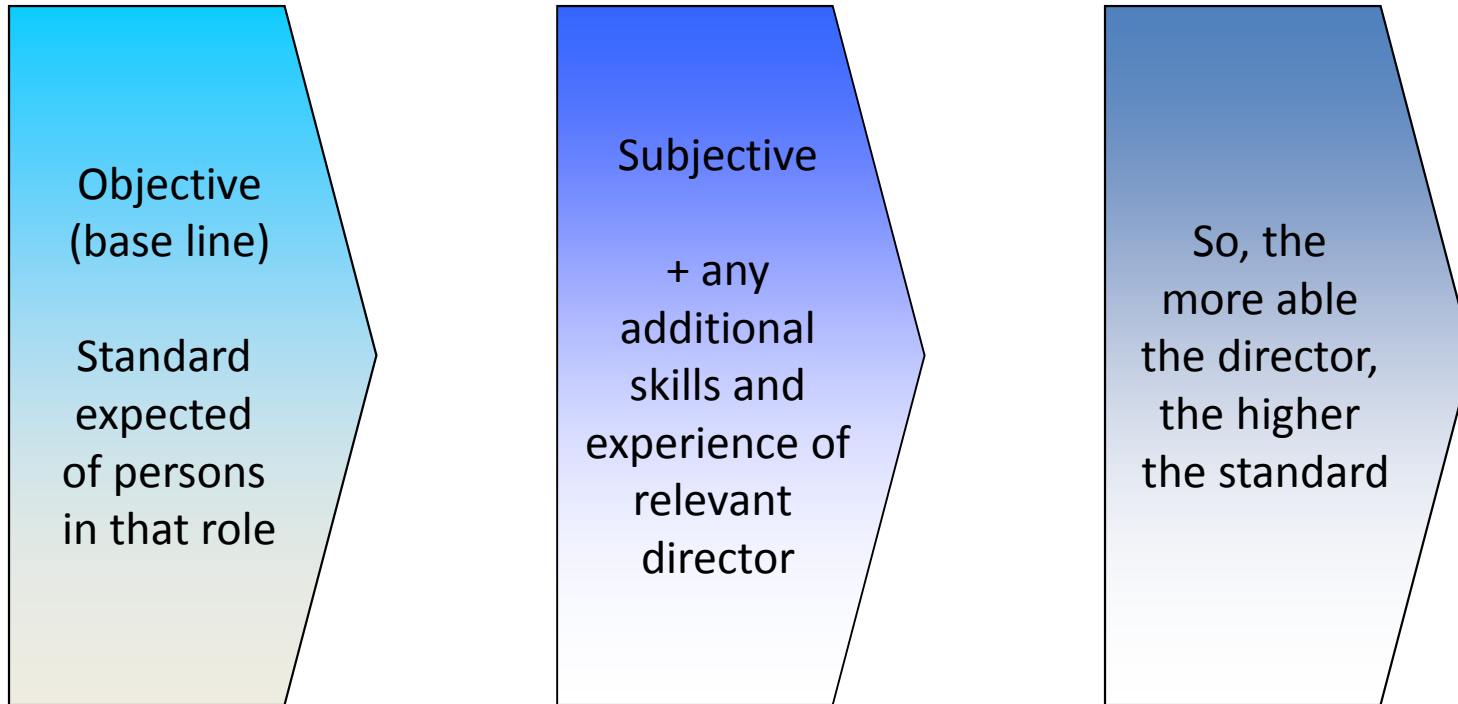 Objective
(base line)
Standard
expected
of persons
in that role
Subjective
+ any
additional
skills and
experience of
relevant
director
So, the
more able
the director,
the higher
the standard